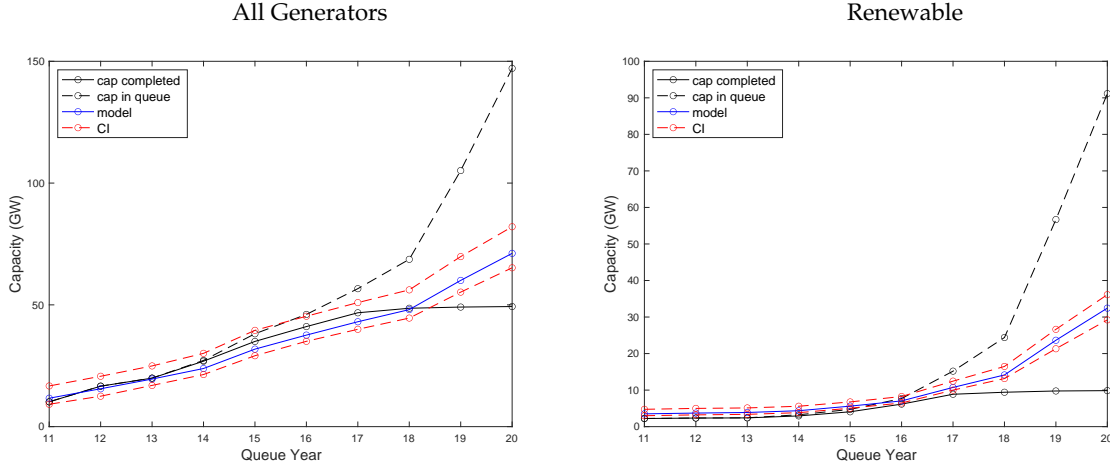 All Generators
150
100
50
0
cap completed
cap in queue
model
CI
Capacity (GW)
11 12 13 14 15 16 17 18 19 20
Queue Year
Renewable
100
90
80
70
60
50
40
30
20
10
0
cap completed
cap in queue
model
CI
Capacity (GW)
11 12 13 14 15 16 17 18 19 20
Queue Year